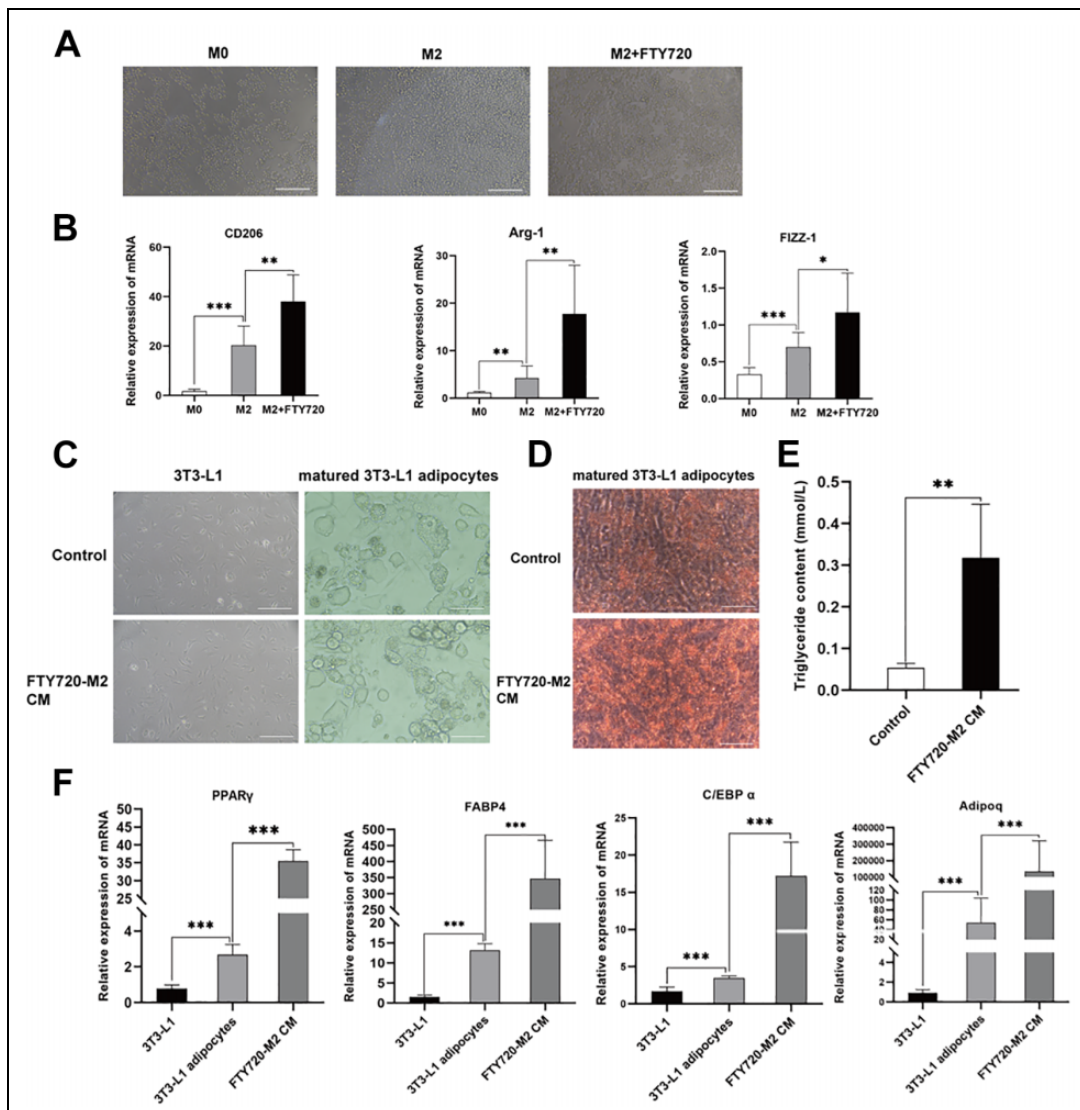 A
M0 M2 M2+FTY720
B
CD206
Relative expression of mRNA
60
40
20
0
***
**
M0 M2 M2+FTY720
Arg-1
Relative expression of mRNA
30
20
10
0
**
**
M0 M2 M2+FTY720
FIZZ-1
Relative expression of mRNA
2.0
1.5
1.0
0.5
0.0
***
*
M0 M2 M2+FTY720
C
3T3-L1 matured 3T3-L1 adipocytes
Control
FTY720-M2
CM
D
matured 3T3-L1 adipocytes
Control
FTY720-M2
CM
E
Triglyceride content (mmol/L)
0.5
0.4
0.3
0.2
0.1
0.0
**
Control
FTY720-M2 CM
F
PPARγ
Relative expression of mRNA
50
45
40
35
30
25
4
2
0
***
***
3T3-L1
3T3-L1 adipocytes
FTY720-M2 CM
FABP4
Relative expression of mRNA
500
450
400
350
300
250
20
15
10
5
0
***
***
3T3-L1
3T3-L1 adipocytes
FTY720-M2 CM
C/EBP α
Relative expression of mRNA
25
20
15
10
5
0
***
***
3T3-L1
3T3-L1 adipocytes
FTY720-M2 CM
Adipoq
Relative expression of mRNA
400000
300000
200000
100000
120
100
80
60
40
20
6
4
2
0
***
***
3T3-L1
3T3-L1 adipocytes
FTY720-M2 CM